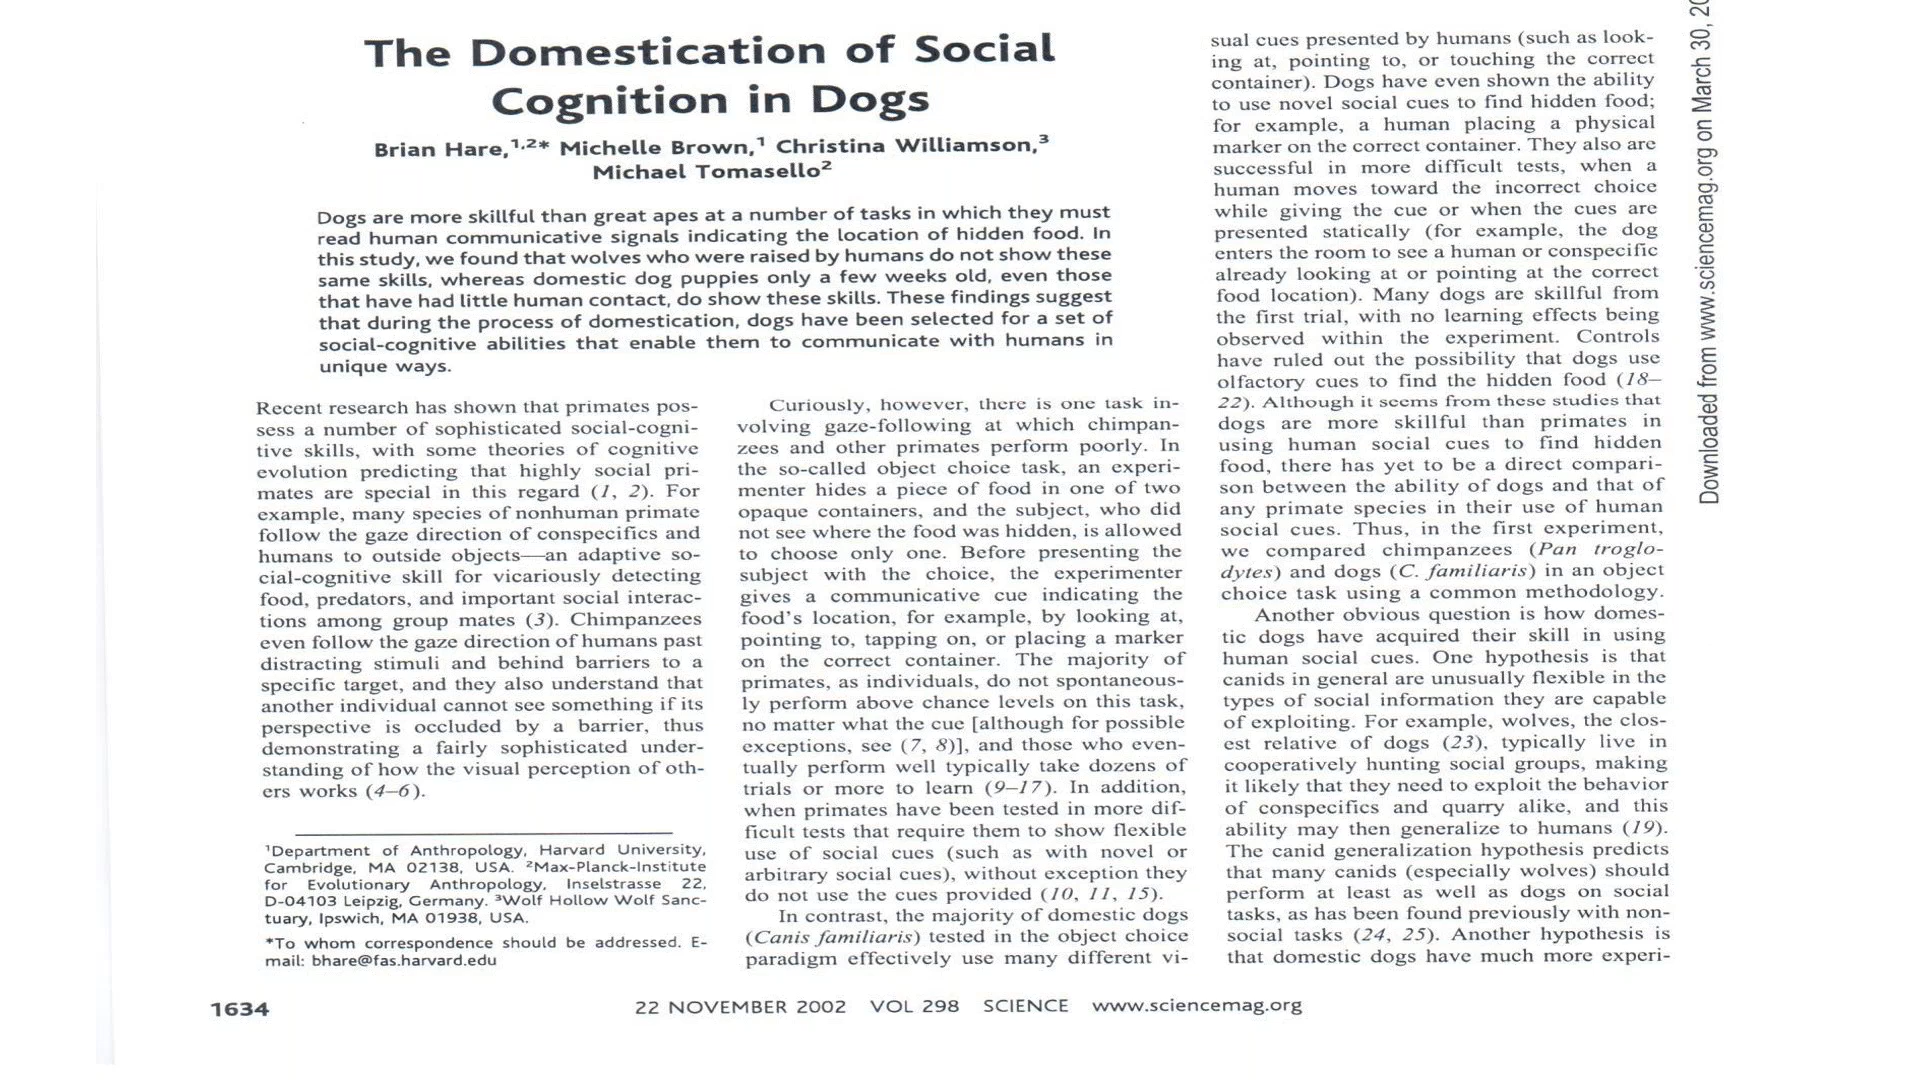 The Domestication of Social
Cognition in Dogs
Brian Hare,1,2* Michelle Brown,1 Christina Williamson,3
Michael Tomasello2
Dogs are more skillful than great apes at a number of tasks in which they must
read human communicative signals indicating the location of hidden food. In
this study, we found that wolves who were raised by humans do not show these
same skills, whereas domestic dog puppies only a few weeks old, even those
that have had little human contact, do show these skills. These findings suggest
that during the process of domestication, dogs have been selected for a set of
social-cognitive abilities that enable them to communicate with humans in
unique ways.
Recent research has shown that primates pos-
sess a number of sophisticated social-cogni-
tive skills, with some theories of cognitive
evolution predicting that highly social pri-
mates are special in this regard (1, 2). For
example, many species of nonhuman primate
follow the gaze direction of conspecifics and
humans to outside objects—an adaptive so-
cial-cognitive skill for vicariously detecting
food, predators, and important social interac-
tions among group mates (3). Chimpanzees
even follow the gaze direction of humans past
distracting stimuli and behind barriers to a
specific target, and they also understand that
another individual cannot see something if its
perspective is occluded by a barrier, thus
demonstrating a fairly sophisticated under-
standing of how the visual perception of oth-
ers works (4–6).
1Department of Anthropology, Harvard University,
Cambridge, MA 02138, USA. 2Max-Planck-Institute
for Evolutionary Anthropology, Inselstrasse 22,
D-04103 Leipzig, Germany. 3Wolf Hollow Wolf Sanc-
tuary, Ipswich, MA 01938, USA.
*To whom correspondence should be addressed. E-
mail: bhare@fas.harvard.edu
Curiously, however, there is one task in-
volving gaze-following at which chimpan-
zees and other primates perform poorly. In
the so-called object choice task, an experi-
menter hides a piece of food in one of two
opaque containers, and the subject, who did
not see where the food was hidden, is allowed
to choose only one. Before presenting the
subject with the choice, the experimenter
gives a communicative cue indicating the
food's location, for example, by looking at,
pointing to, tapping on, or placing a marker
on the correct container. The majority of
primates, as individuals, do not spontaneous-
ly perform above chance levels on this task,
no matter what the cue [although for possible
exceptions, see (7, 8)], and those who even-
tually perform well typically take dozens of
trials or more to learn (9–17). In addition,
when primates have been tested in more dif-
ficult tests that require them to show flexible
use of social cues (such as with novel or
arbitrary social cues), without exception they
do not use the cues provided (10, 11, 15).
In contrast, the majority of domestic dogs
(Canis familiaris) tested in the object choice
paradigm effectively use many different vi-
sual cues presented by humans (such as look-
ing at, pointing to, or touching the correct
container). Dogs have even shown the ability
to use novel social cues to find hidden food;
for example, a human placing a physical
marker on the correct container. They also are
successful in more difficult tests, when a
human moves toward the incorrect choice
while giving the cue or when the cues are
presented statically (for example, the dog
enters the room to see a human or conspecific
already looking at or pointing at the correct
food location). Many dogs are skillful from
the first trial, with no learning effects being
observed within the experiment. Controls
have ruled out the possibility that dogs use
olfactory cues to find the hidden food (18–
22). Although it seems from these studies that
dogs are more skillful than primates in
using human social cues to find hidden
food, there has yet to be a direct compari-
son between the ability of dogs and that of
any primate species in their use of human
social cues. Thus, in the first experiment,
we compared chimpanzees (Pan troglo-
dytes) and dogs (C. familiaris) in an object
choice task using a common methodology.
Another obvious question is how domes-
tic dogs have acquired their skill in using
human social cues. One hypothesis is that
canids in general are unusually flexible in the
types of social information they are capable
of exploiting. For example, wolves, the clos-
est relative of dogs (23), typically live in
cooperatively hunting social groups, making
it likely that they need to exploit the behavior
of conspecifics and quarry alike, and this
ability may then generalize to humans (19).
The canid generalization hypothesis predicts
that many canids (especially wolves) should
perform at least as well as dogs on social
tasks, as has been found previously with non-
social tasks (24, 25). Another hypothesis is
that domestic dogs have much more experi-
Downloaded from www.sciencemag.org on March 30,
1634
22 NOVEMBER 2002 VOL 298 SCIENCE www.sciencemag.org